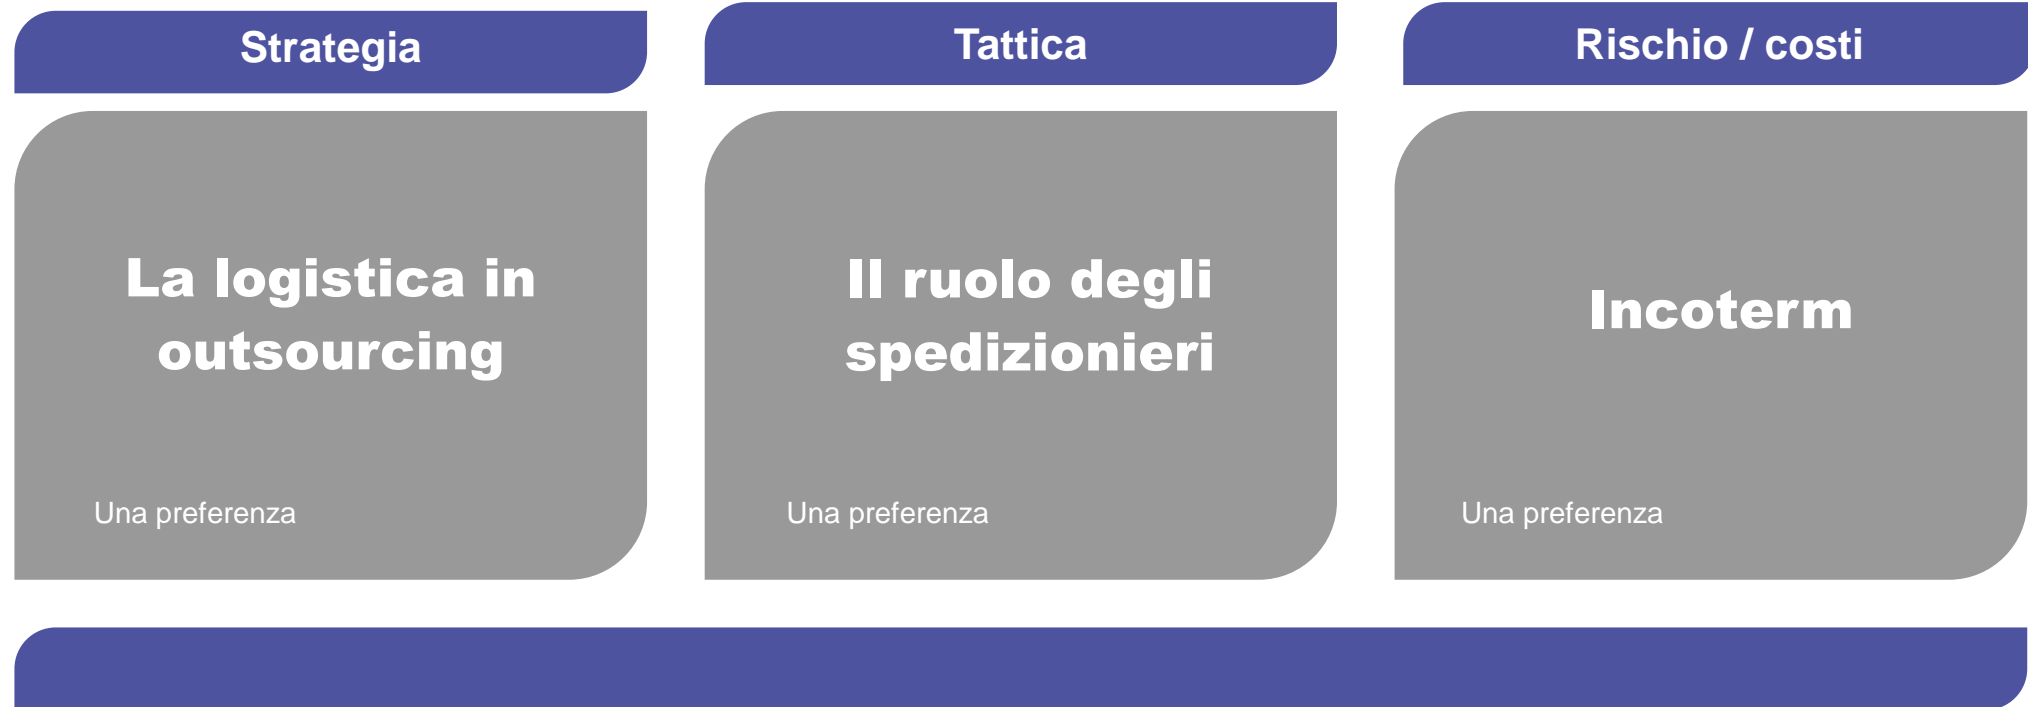 Strategia
Tattica
Rischio / costi
La logistica in
outsourcing
Il ruolo degli
spedizionieri
Incoterm
Una preferenza
Una preferenza
Una preferenza